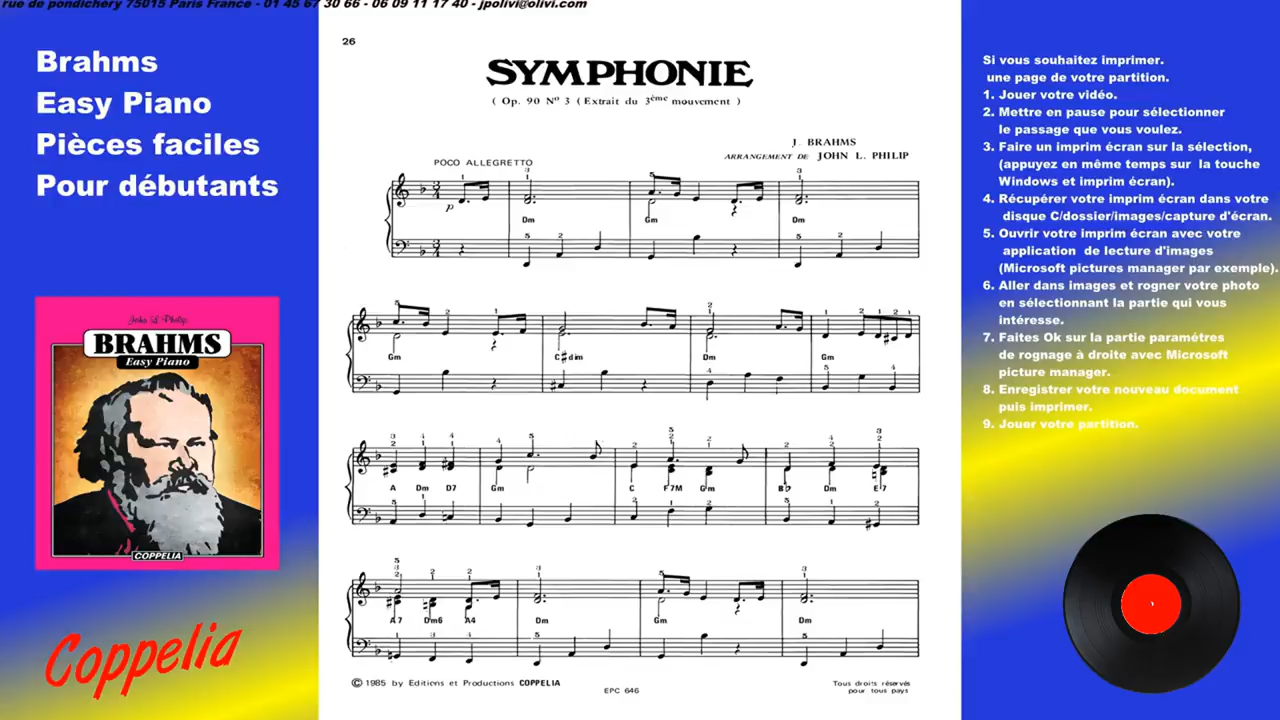 rue de pondichéry 75015 Paris France - 01 45 67 30 66 - 06 09 11 17 40 - jpolivi@olivi.com
Brahms
Easy Piano
Pièces faciles
Pour débutants
John L. Philip
BRAHMS
Easy Piano
COPPELIA
Coppelia
26
SYMPHONIE
( Op. 90 Nº 3 ( Extrait du 3ème mouvement )
J. BRAHMS
ARRANGEMENT DE JOHN L. PHILIP
POCO ALLEGRETTO
p
Dm Gm Dm
Gm C#dim Dm Gm
A Dm D7 Gm C F7M Gm Bb Dm E7
A7 Dm6 A4 Dm Gm Dm
© 1985 by Editions et Productions COPPELIA
EPC 646
Tous droits réservés
pour tous pays
Si vous souhaitez imprimer.
une page de votre partition.
1. Jouer votre vidéo.
2. Mettre en pause pour sélectionner
le passage que vous voulez.
3. Faire un imprim écran sur la sélection,
(appuyez en même temps sur la touche
Windows et imprim écran).
4. Récupérer votre imprim écran dans votre
disque C/dossier/images/capture d'écran.
5. Ouvrir votre imprim écran avec votre
application de lecture d'images
(Microsoft pictures manager par exemple).
6. Aller dans images et rogner votre photo
en sélectionnant la partie qui vous
intéresse.
7. Faites Ok sur la partie paramétres
de rognage à droite avec Microsoft
picture manager.
8. Enregistrer votre nouveau document
puis imprimer.
9. Jouer votre partition.